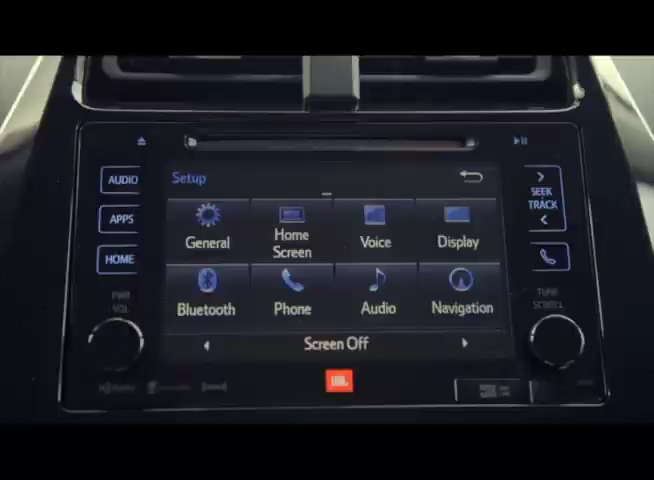 AUDIO
APPS
HOME
PWR
VOL
Setup
General
Home
Screen
Voice
Display
Bluetooth
Phone
Audio
Navigation
Screen Off
SEEK
TRACK
TUNE
SCROLL
JBL